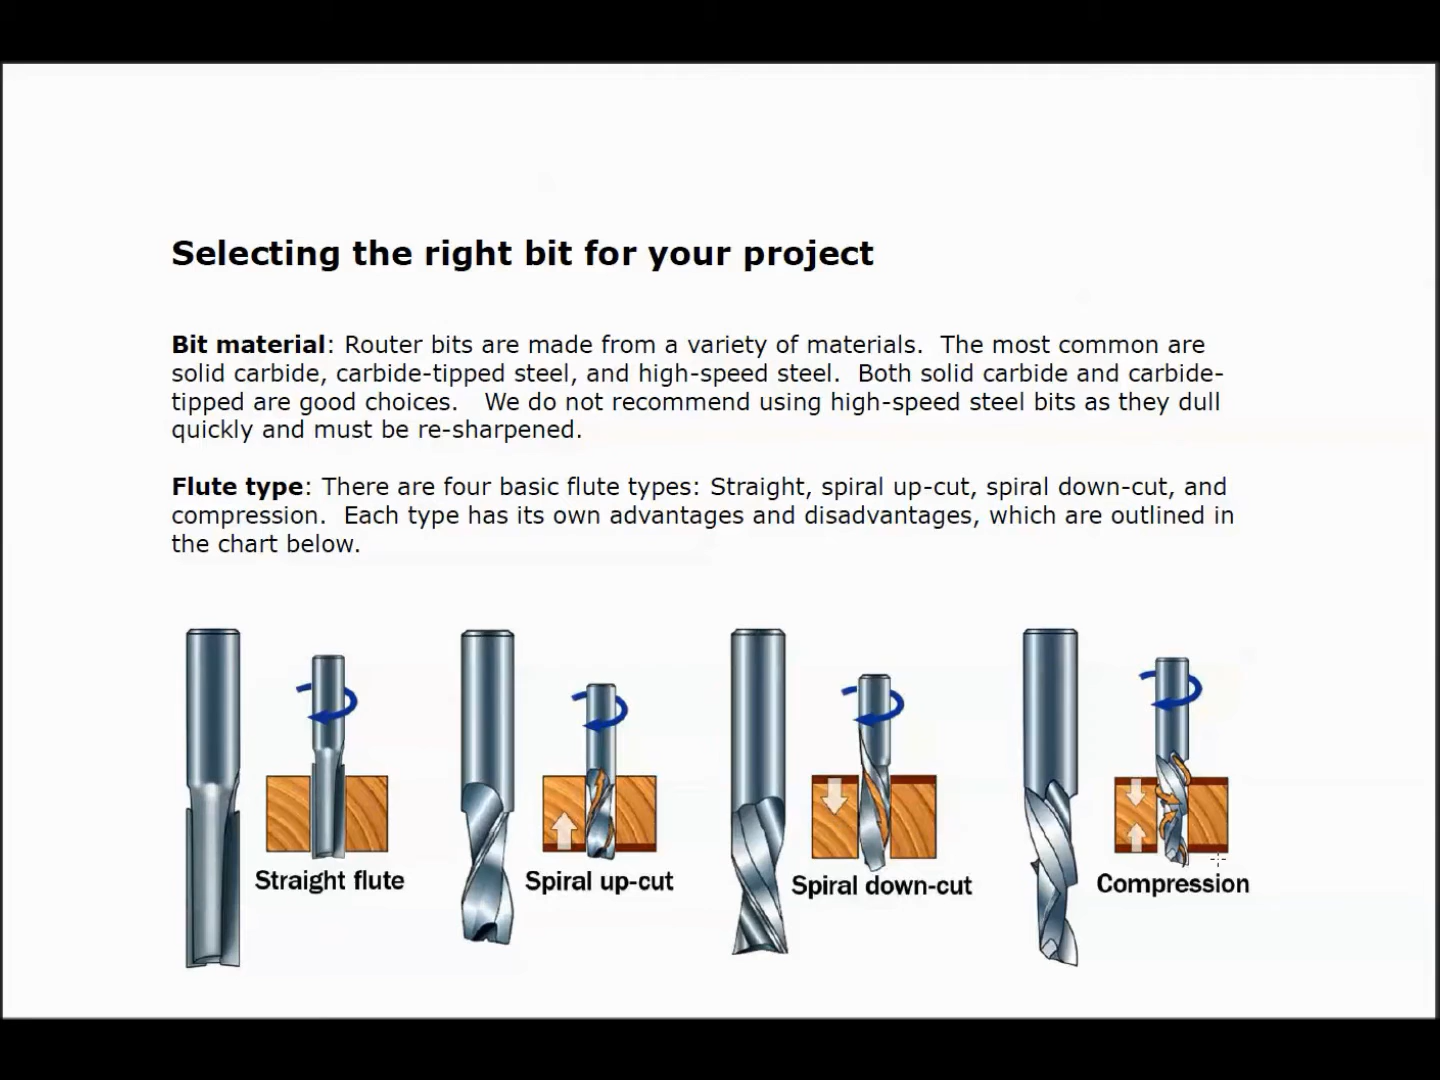 Selecting the right bit for your project
Bit material: Router bits are made from a variety of materials.  The most common are
solid carbide, carbide-tipped steel, and high-speed steel.  Both solid carbide and carbide-
tipped are good choices.   We do not recommend using high-speed steel bits as they dull
quickly and must be re-sharpened.
Flute type: There are four basic flute types: Straight, spiral up-cut, spiral down-cut, and
compression.  Each type has its own advantages and disadvantages, which are outlined in
the chart below.
Straight flute
Spiral up-cut
Spiral down-cut
Compression